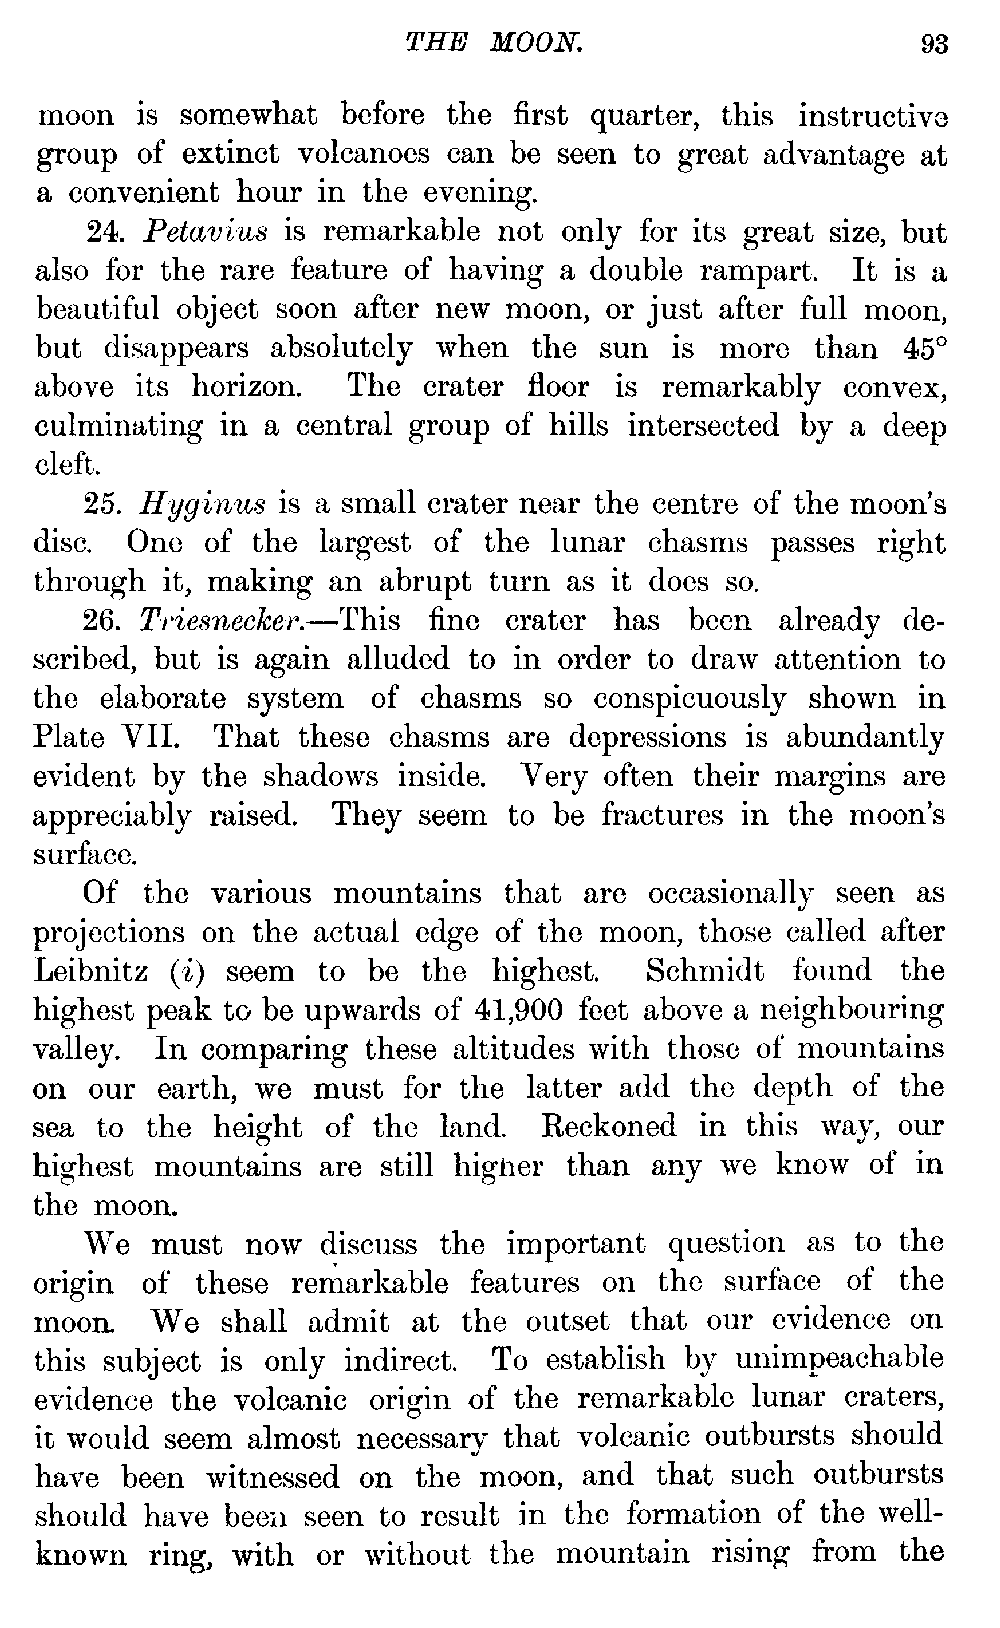 THE MOON. 93
moon is somewhat before the first quarter, this instructive
group of extinct volcanoes can be seen to great advantage at
a convenient hour in the evening.
24. Petavius is remarkable not only for its great size, but
also for the rare feature of having a double rampart. It is a
beautiful object soon after new moon, or just after full moon,
but disappears absolutely when the sun is more than 45°
above its horizon. The crater floor is remarkably convex,
culminating in a central group of hills intersected by a deep
cleft.
25. Hyginus is a small crater near the centre of the moon's
disc. One of the largest of the lunar chasms passes right
through it, making an abrupt turn as it does so.
26. Triesnecker.—This fine crater has been already de-
scribed, but is again alluded to in order to draw attention to
the elaborate system of chasms so conspicuously shown in
Plate VII. That these chasms are depressions is abundantly
evident by the shadows inside. Very often their margins are
appreciably raised. They seem to be fractures in the moon's
surface.
Of the various mountains that are occasionally seen as
projections on the actual edge of the moon, those called after
Leibnitz (i) seem to be the highest. Schmidt found the
highest peak to be upwards of 41,900 feet above a neighbouring
valley. In comparing these altitudes with those of mountains
on our earth, we must for the latter add the depth of the
sea to the height of the land. Reckoned in this way, our
highest mountains are still higher than any we know of in
the moon.
We must now discuss the important question as to the
origin of these remarkable features on the surface of the
moon. We shall admit at the outset that our evidence on
this subject is only indirect. To establish by unimpeachable
evidence the volcanic origin of the remarkable lunar craters,
it would seem almost necessary that volcanic outbursts should
have been witnessed on the moon, and that such outbursts
should have been seen to result in the formation of the well-
known ring, with or without the mountain rising from the